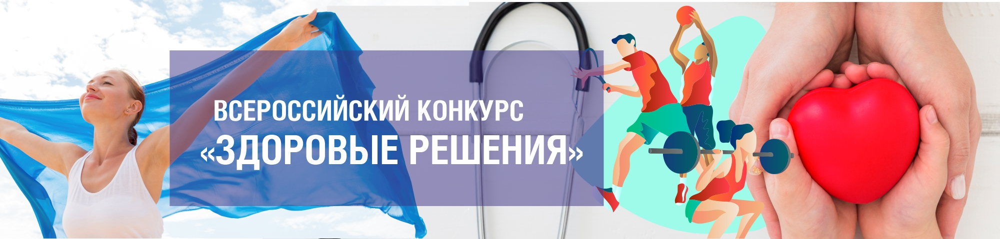 ВСЕРОССИЙСКИЙ КОНКУРС
«ЗДОРОВЫЕ РЕШЕНИЯ»